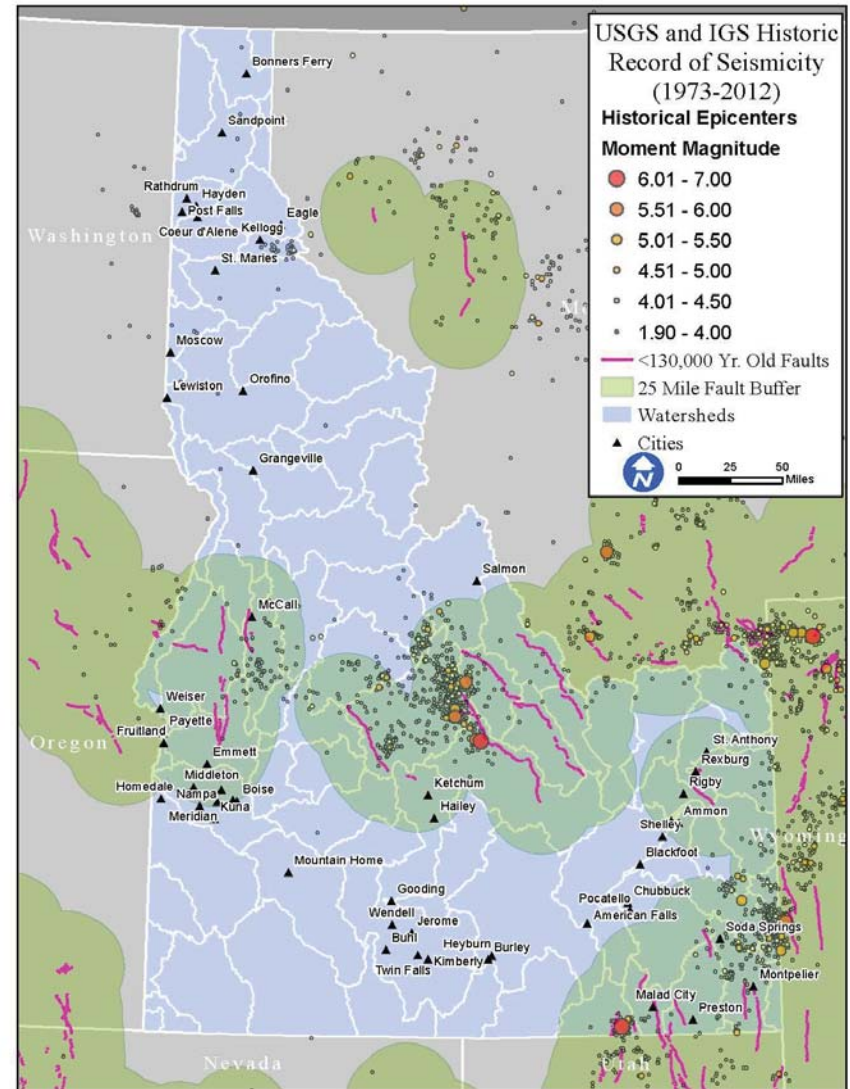 USGS and IGS Historic
Record of Seismicity
(1973-2012)
Historical Epicenters
Moment Magnitude
6.01 - 7.00
5.51 - 6.00
5.01 - 5.50
4.51 - 5.00
4.01 - 4.50
1.90 - 4.00
<130,000 Yr. Old Faults
25 Mile Fault Buffer
Watersheds
Cities
N
0 25 50
Miles
Bonners Ferry
Sandpoint
Rathdrum
Hayden
Post Falls
Eagle
Washington
Coeur d'Alene
Kellogg
St. Maries
Moscow
Lewiston
Orofino
Grangeville
Salmon
McCall
Weiser
Payette
Fruitland
Oregon
Emmett
Middleton
Homedale
Nampa
Boise
Kuna
Meridian
Ketchum
Hailey
St. Anthony
Rexburg
Rigby
Ammon
Shelley
Wyoming
Blackfoot
Mountain Home
Gooding
Pocatello
Chubbuck
American Falls
Wendell
Jerome
Buhl
Heyburn
Burley
Twin Falls
Kimberly
Soda Springs
Montpelier
Malad City
Preston
Nevada
Utah